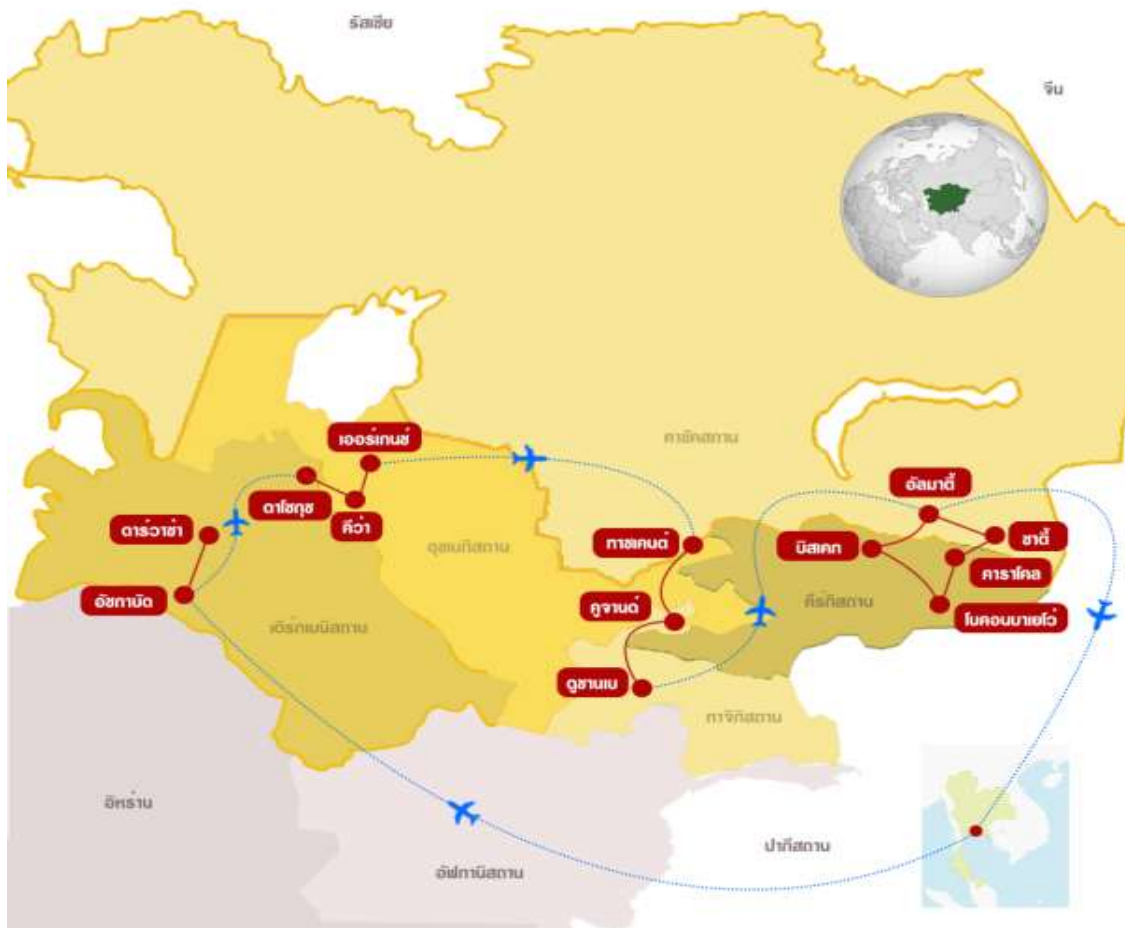 รัสเซีย
จีน
เออร์เกนช์
คาซัคสถาน
อัลมาตี้
ดาโชกุซ
คีว่า
ดาร์วาซ่า
ทาชเคนต์
บิสเคก
ชาตี้
อุซเบกิสถาน
คาราโคล
อัชกาบัด
คูจานด์
คีร์กิสถาน
โบคอนบาเยโว่
เติร์กเมนิสถาน
ดูชานเบ
ทาจิกิสถาน
อิหร่าน
ปากีสถาน
อัฟกานิสถาน